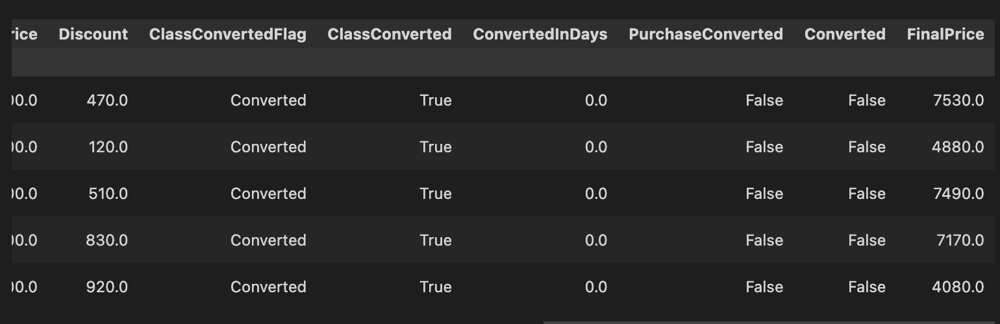 rice Discount ClassConvertedFlag ClassConverted ConvertedInDays PurchaseConverted Converted FinalPrice
00.0 470.0 Converted True 0.0 False False 7530.0
00.0 120.0 Converted True 0.0 False False 4880.0
00.0 510.0 Converted True 0.0 False False 7490.0
00.0 830.0 Converted True 0.0 False False 7170.0
00.0 920.0 Converted True 0.0 False False 4080.0